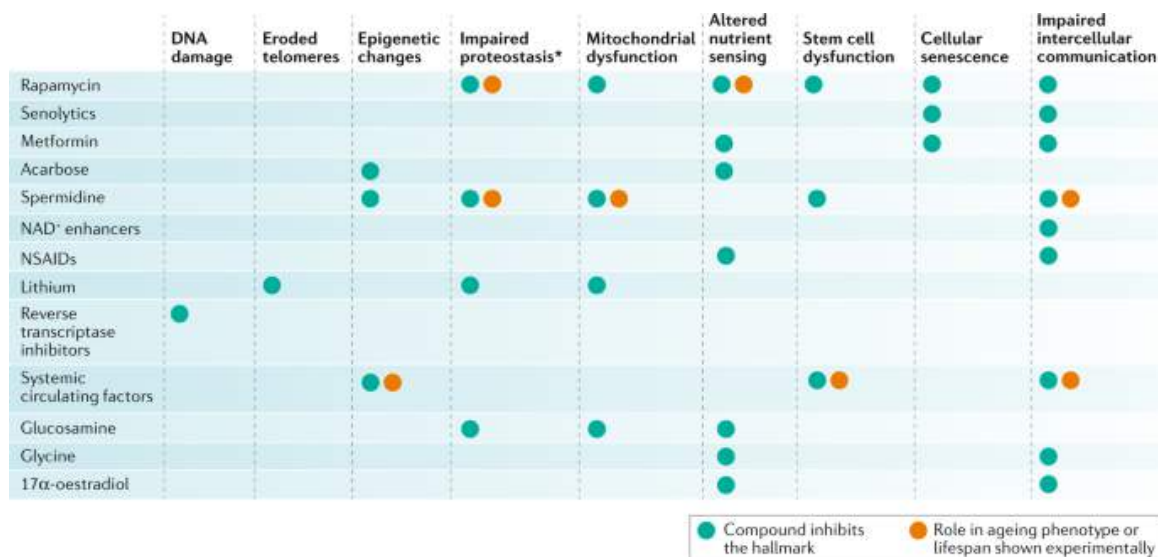 DNA damage
Eroded telomeres
Epigenetic changes
Impaired proteostasis*
Mitochondrial dysfunction
Altered nutrient sensing
Stem cell dysfunction
Cellular senescence
Impaired intercellular communication
Rapamycin
Senolytics
Metformin
Acarbose
Spermidine
NAD⁺ enhancers
NSAIDs
Lithium
Reverse
transcriptase
inhibitors
Systemic
circulating factors
Glucosamine
Glycine
17α-oestradiol
Compound inhibits
the hallmark
Role in ageing phenotype or
lifespan shown experimentally